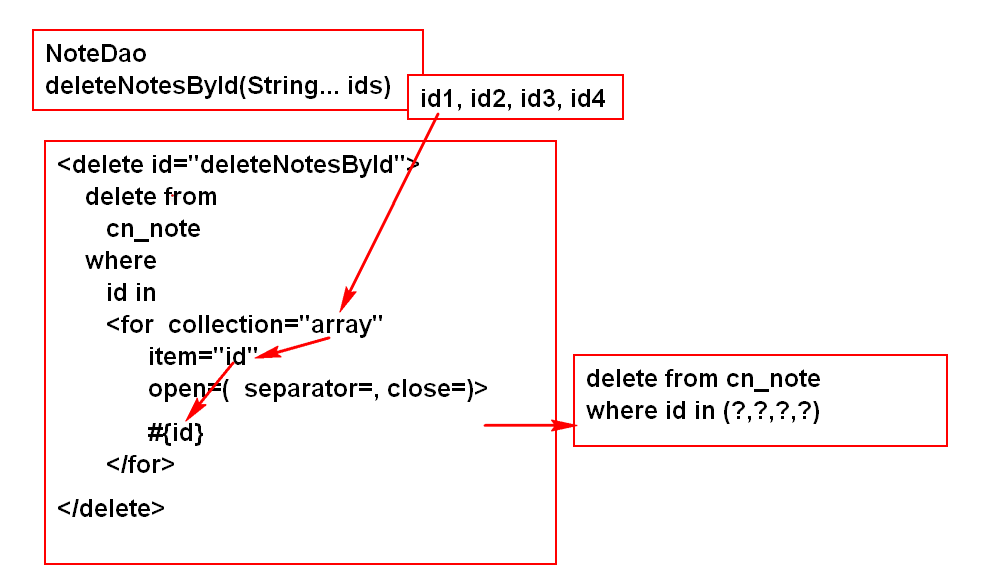 NoteDao
deleteNotesById(String... ids)
id1, id2, id3, id4
<delete id="deleteNotesById">
delete from
cn_note
where
id in
<for collection="array"
item="id"
open=( separator=, close=)>
#{id}
</for>
</delete>
delete from cn_note
where id in (?,?,?,?)